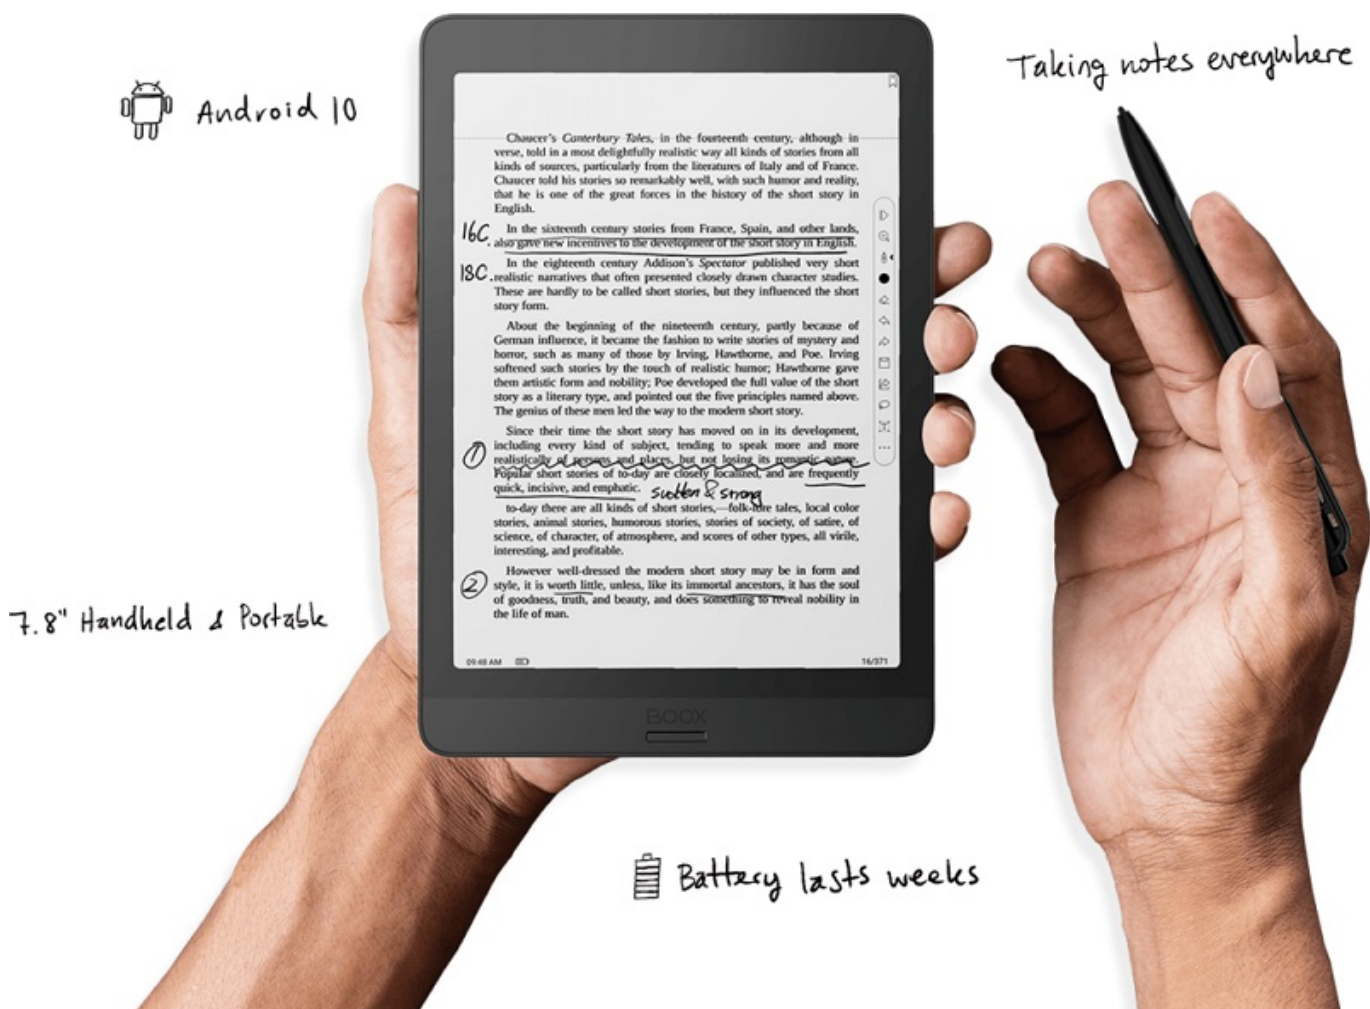 Taking notes everywhere
Android 10
Chaucer's Canterbury Tales, in the fourteenth century, although in
verse, told in a most delightfully realistic way all kinds of stories from all
kinds of sources, particularly from the literatures of Italy and of France.
Chaucer told his stories so remarkably well, with such humor and reality,
that he is one of the great forces in the history of the short story in
English.
16C. In the sixteenth century stories from France, Spain, and other lands,
also gave new incentives to the development of the short story in English.
In the eighteenth century Addison's Spectator published very short
18C. realistic narratives that often presented closely drawn character studies.
These are hardly to be called short stories, but they influenced the short
story form.
About the beginning of the nineteenth century, partly because of
German influence, it became the fashion to write stories of mystery and
horror, such as many of those by Irving, Hawthorne, and Poe. Irving
softened such stories by the touch of realistic humor; Hawthorne gave
them artistic form and nobility; Poe developed the full value of the short
story as a literary type, and pointed out the five principles named above.
The genius of these men led the way to the modern short story.
Since their time the short story has moved on in its development,
including every kind of subject, tending to speak more and more
① realistically of persons and places, but not losing its romantic nature.
Popular short stories of to-day are closely localized, and are frequently
quick, incisive, and emphatic. & strong
to-day there are all kinds of short stories,—folk-lore tales, local color
stories, animal stories, humorous stories, stories of society, of satire, of
science, of character, of atmosphere, and scores of other types, all virile,
interesting, and profitable.
However well-dressed the modern short story may be in form and
② style, it is worth little, unless, like its immortal ancestors, it has the soul
of goodness, truth, and beauty, and does something to reveal nobility in
the life of man.
09:48 AM 16/371
7.8" Handheld & Portable
BOOX
Battery lasts weeks